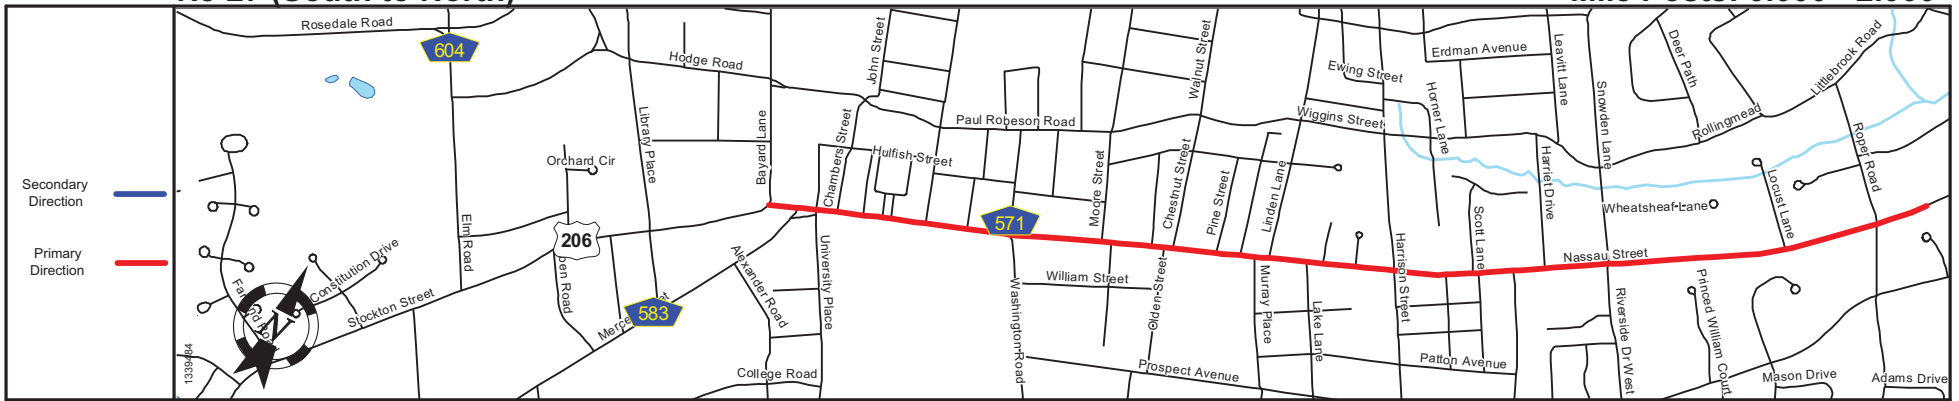 Rosedale Road
604
Hodge Road
John Street
Walnut Street
Erdman Avenue
Ewing Street
Leavitt Lane
Deer Path
Littlebrook Road
Snowden Lane
Horner Lane
Rollingmead
Library Place
Bayard Lane
Chambers Street
Paul Robeson Road
Wiggins Street
Hulfish Street
Orchard Cir
Roper Road
Harriet Drive
Locust Lane
Moore Street
Chestnut Street
Pine Street
Linden Lane
Scott Lane
Wheatsheaf Lane
Secondary
Direction
Primary
Direction
Elm Road
206
571
Nassau Street
Constitution Drive
Stockton Street
583
Alexander Road
University Place
William Street
Washington Road
Olden Street
Murray Place
Lake Lane
Harrison Street
Riverside Dr West
Princed William Court
N
1339484
College Road
Prospect Avenue
Patton Avenue
Mason Drive
Adams Drive